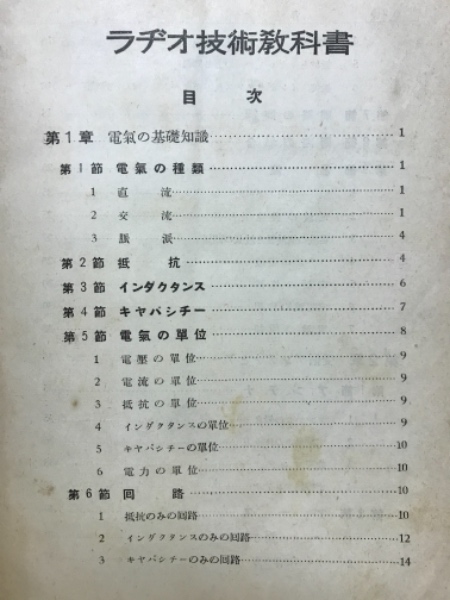 ラヂオ技術教科書
目次
第1章 電氣の基礎知識 1
第1節 電氣の種類 1
1 直流 1
2 交流 1
3 脈流 4
第2節 抵抗 4
第3節 インダクタンス 6
第4節 キヤパシチー 7
第5節 電氣の單位 8
1 電壓の單位 9
2 電流の單位 9
3 抵抗の單位 9
4 インダクタンスの單位 9
5 キヤパシチーの單位 10
6 電力の單位 10
第6節 回路 10
1 抵抗のみの回路 10
2 インダクタンスのみの回路 12
3 キヤパシチーのみの回路 14